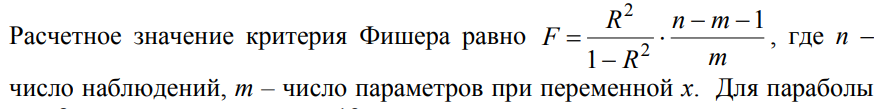 Расчетное значение критерия Фишера равно F = R²/(1 − R²) · (n − m − 1)/m, где n –
число наблюдений, m – число параметров при переменной x. Для параболы